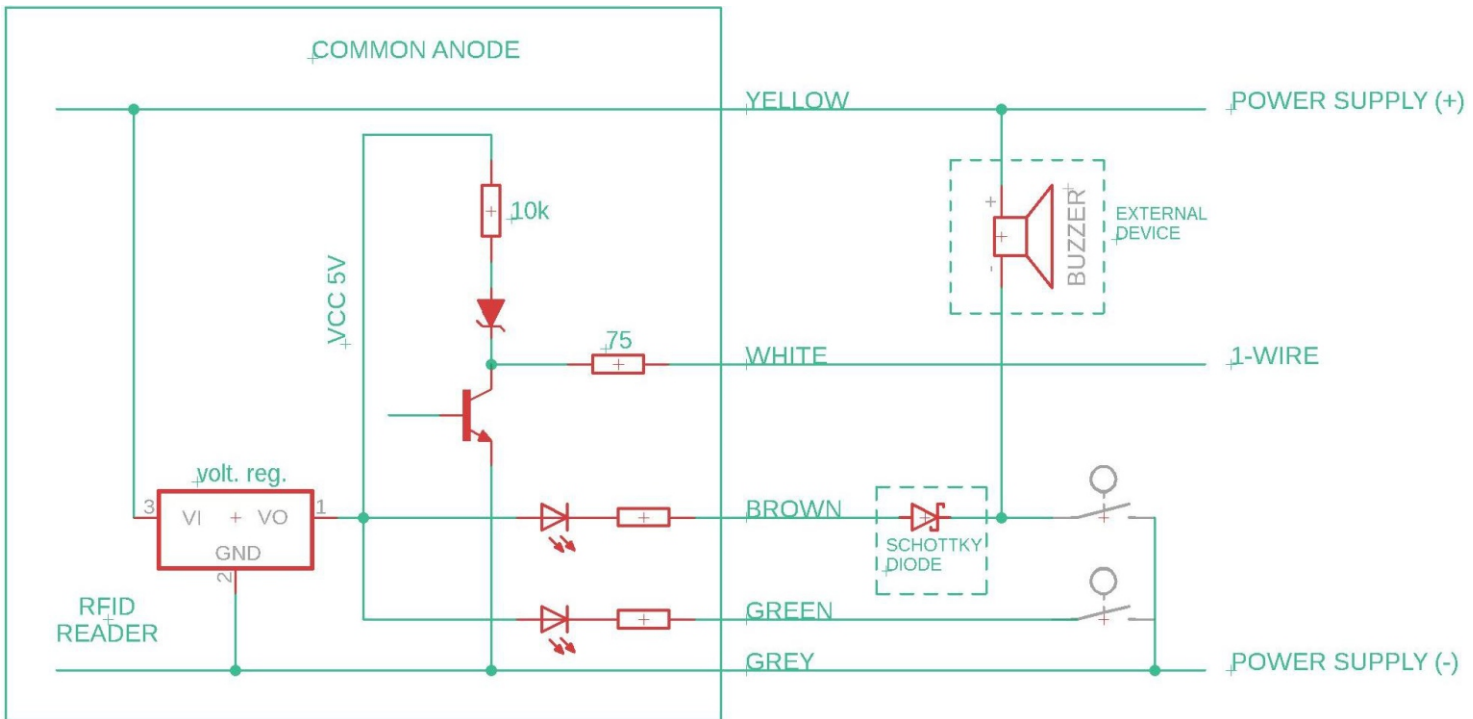 COMMON ANODE
YELLOW
POWER SUPPLY (+)
10k
+
-
BUZZER
EXTERNAL
DEVICE
VCC 5V
75
WHITE
1-WIRE
volt. reg.
3
VI
VO
1
GND
2
BROWN
SCHOTTKY
DIODE
RFID
READER
GREEN
GREY
POWER SUPPLY (-)